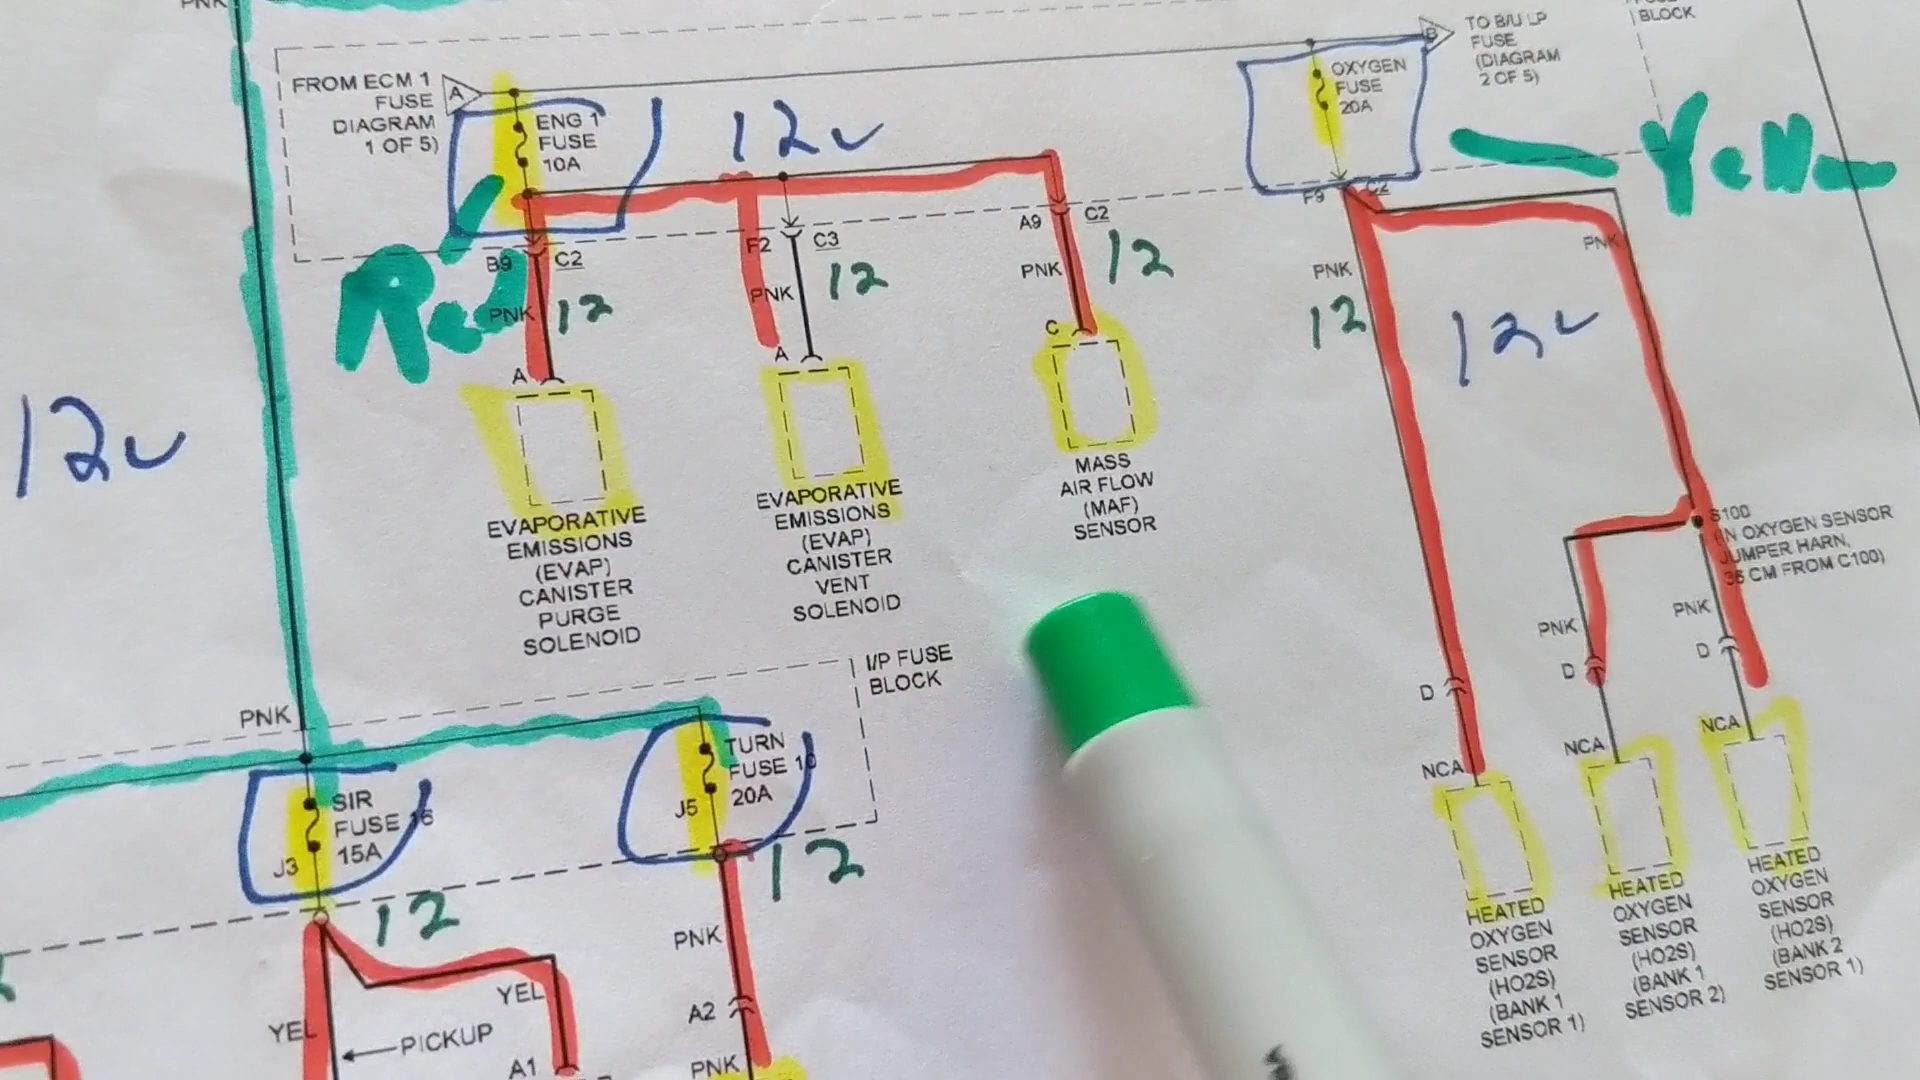 PNK
FROM ECM 1
FUSE
DIAGRAM
1 OF 5)
A
ENG 1
FUSE
10A
12v
OXYGEN
FUSE
20A
B
TO B/U LP
FUSE
(DIAGRAM
2 OF 5)
BLOCK
Red
B9
C2
PNK
12
A
F2
C3
PNK
12
A
A9
C2
PNK
12
C
F9
C2
PNK
12
PNK
12v
12v
EVAPORATIVE
EMISSIONS
(EVAP)
CANISTER
PURGE
SOLENOID
EVAPORATIVE
EMISSIONS
(EVAP)
CANISTER
VENT
SOLENOID
MASS
AIR FLOW
(MAF)
SENSOR
S100
(IN OXYGEN SENSOR
JUMPER HARN,
36 CM FROM C100)
PNK
PNK
D
D
D
NCA
NCA
NCA
HEATED
OXYGEN
SENSOR
(HO2S)
(BANK 1
SENSOR 1)
HEATED
OXYGEN
SENSOR
(HO2S)
(BANK 1
SENSOR 2)
HEATED
OXYGEN
SENSOR
(HO2S)
(BANK 2
SENSOR 1)
I/P FUSE
BLOCK
PNK
SIR
FUSE 16
15A
J3
12
TURN
FUSE 10
20A
J5
12
YEL
YEL
PICKUP
A1
PNK
A2
PNK